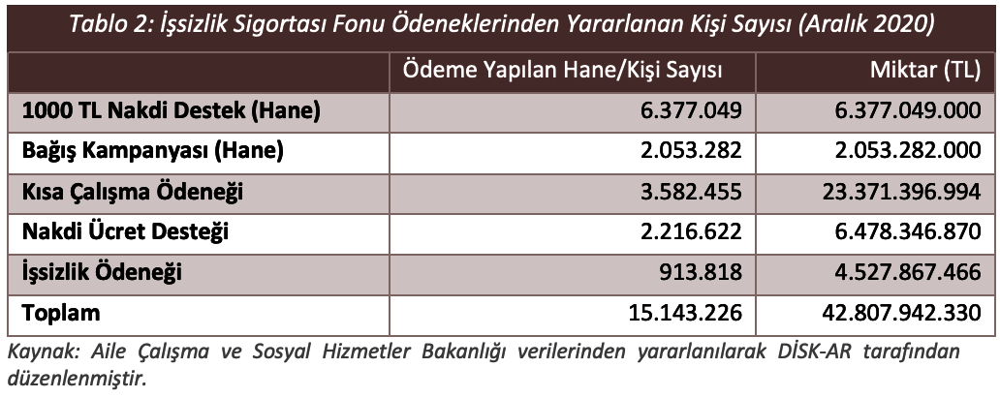 Tablo 2: İşsizlik Sigortası Fonu Ödeneklerinden Yararlanan Kişi Sayısı (Aralık 2020)
Ödeme Yapılan Hane/Kişi Sayısı Miktar (TL)
1000 TL Nakdi Destek (Hane) 6.377.049 6.377.049.000
Bağış Kampanyası (Hane) 2.053.282 2.053.282.000
Kısa Çalışma Ödeneği 3.582.455 23.371.396.994
Nakdi Ücret Desteği 2.216.622 6.478.346.870
İşsizlik Ödeneği 913.818 4.527.867.466
Toplam 15.143.226 42.807.942.330
Kaynak: Aile Çalışma ve Sosyal Hizmetler Bakanlığı verilerinden yararlanılarak DİSK-AR tarafından
düzenlenmiştir.